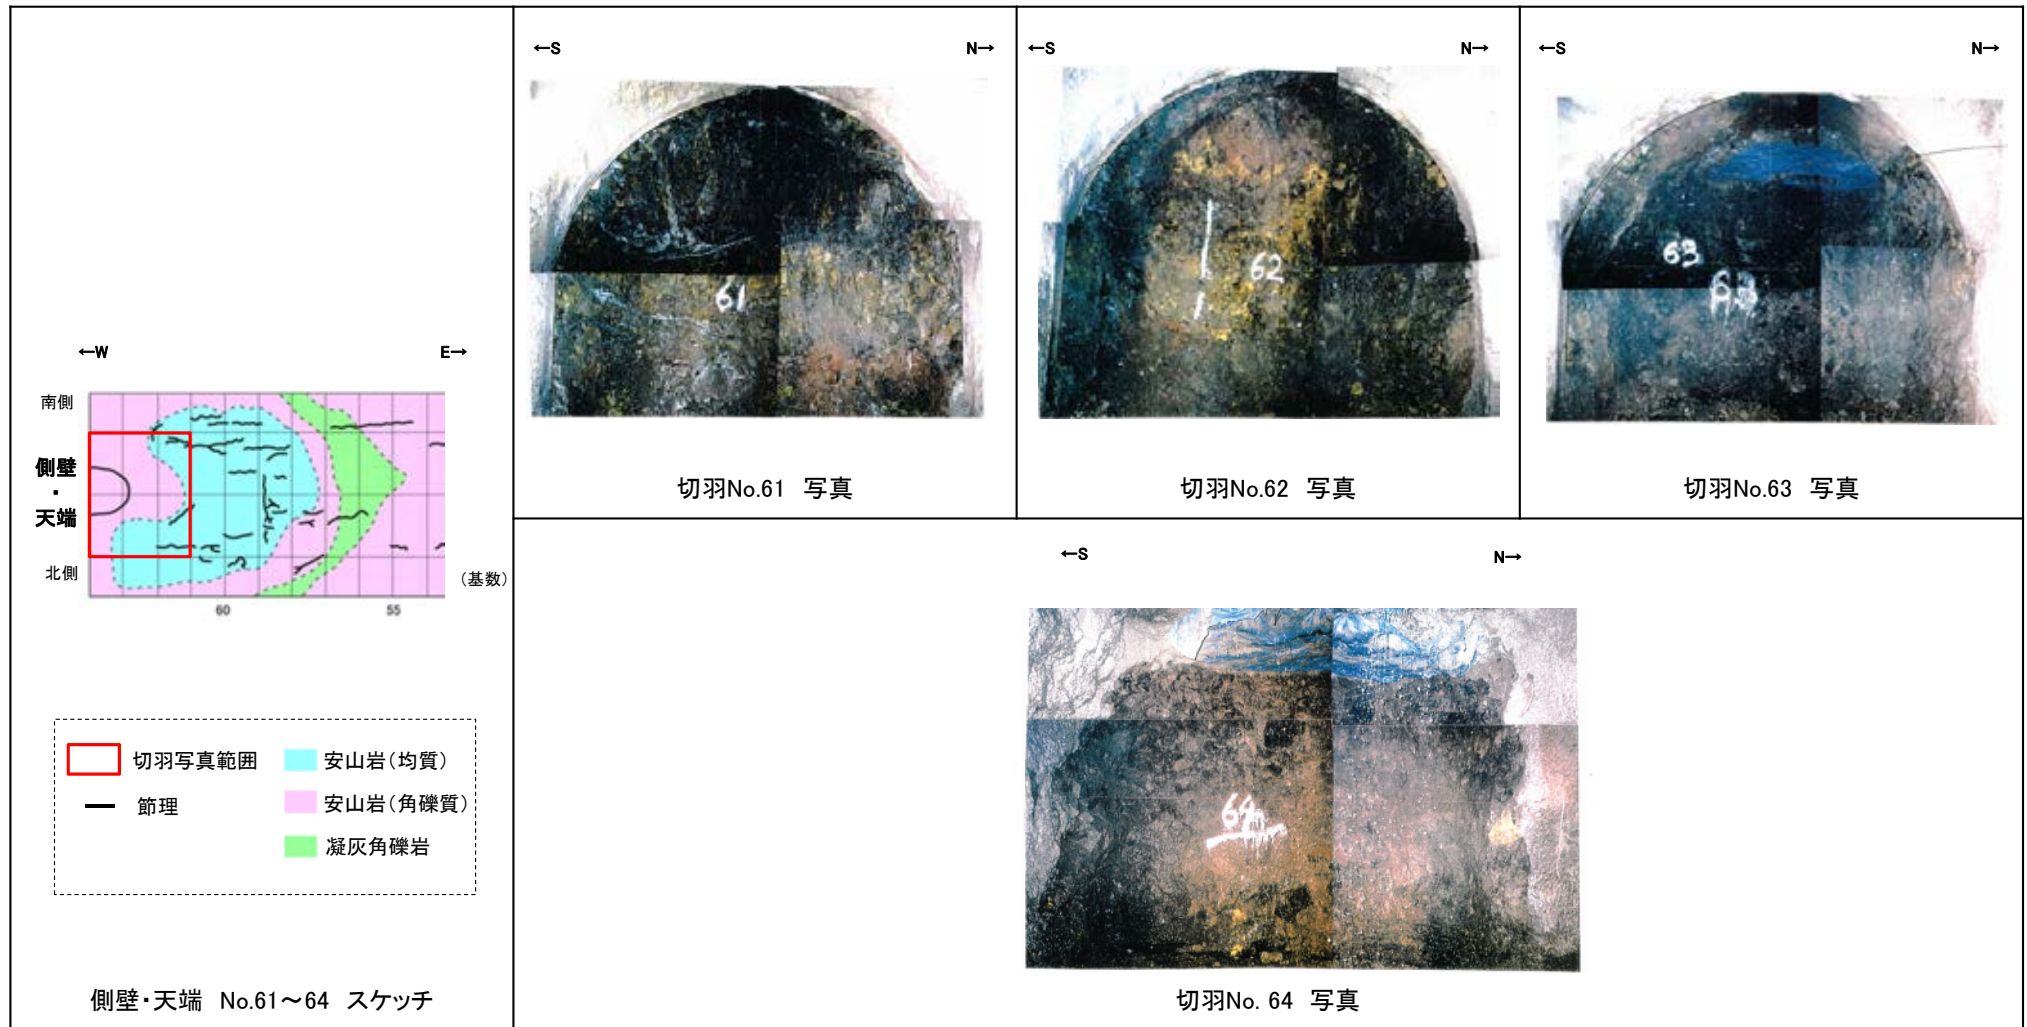 ←W
E→
南側
側壁
・
天端
北側
(基数)
60
55
切羽写真範囲
安山岩(均質)
節理
安山岩(角礫質)
凝灰角礫岩
側壁・天端 No.61～64 スケッチ
←S
N→
61
切羽No.61 写真
←S
N→
62
切羽No.62 写真
←S
N→
63
63
切羽No.63 写真
←S
N→
64
切羽No. 64 写真